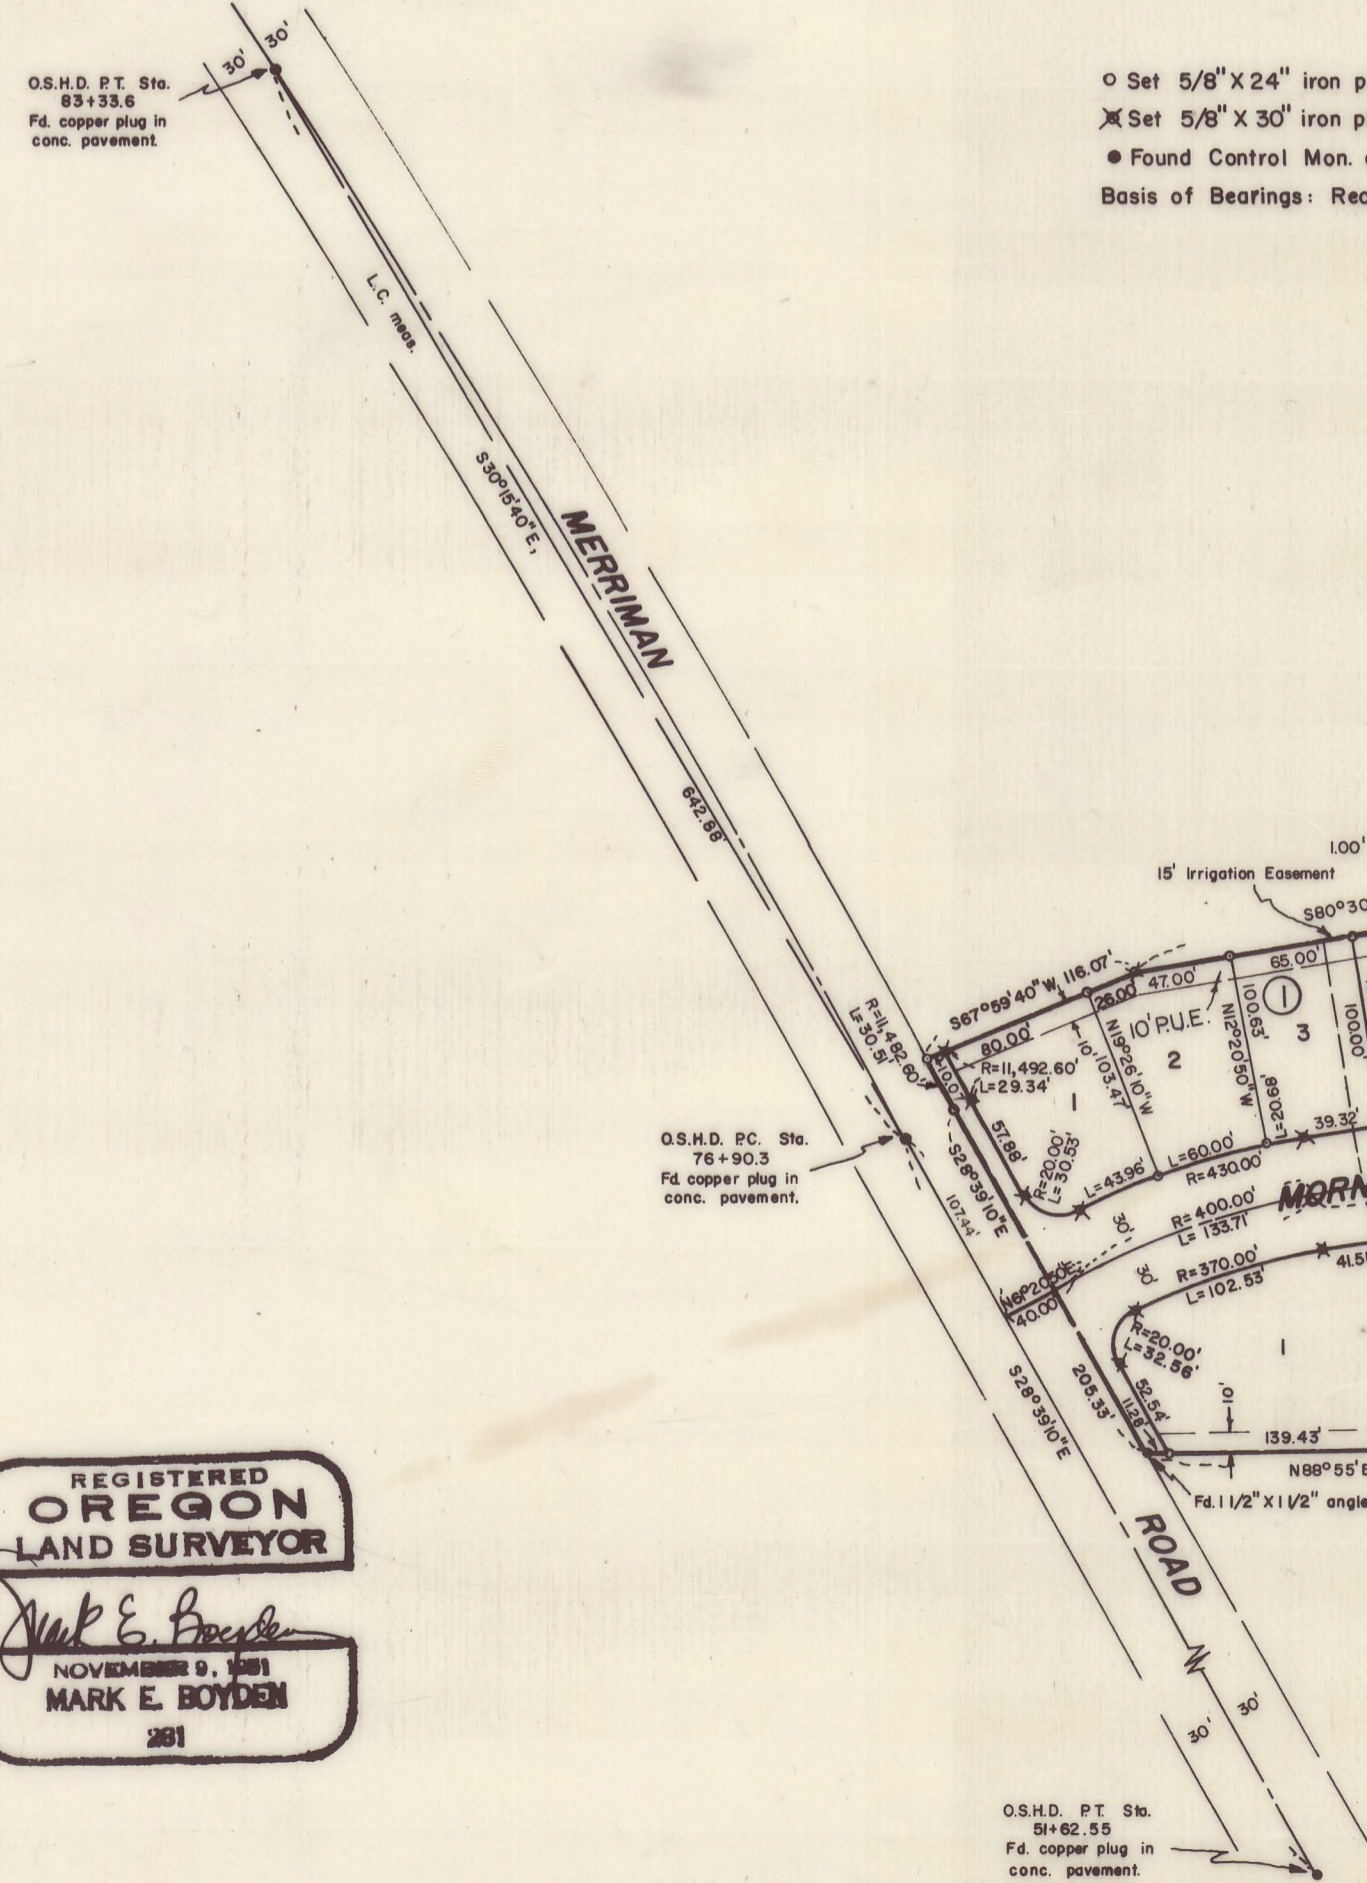 30'
30'
O.S.H.D. P.T. Sta.
83+33.6
Fd. copper plug in
conc. pavement.
Set 5/8" X 24" iron p
Set 5/8" X 30" iron p
Found Control Mon.
Basis of Bearings: Rec
L.C. meas.
S30°15'40"E,
MERRIMAN
642.88'
1.00'
15' Irrigation Easement
S80°30
S67°59'40"W, 116.07'
26.00'
47.00'
65.00'
1
3
100.00'
10' P.U.E.
N12°20'50"W
100.63'
L=20.68'
N19°26'10"W
103.47'
2
80.00'
10'
R=11,482.60'
L=30.51'
10.07'
R=11,492.60'
L=29.34'
1
57.88'
R=20.00'
L=30.53'
L=43.96'
L=60.00'
R=430.00'
39.32'
MORN
O.S.H.D. P.C. Sta.
76+90.3
Fd. copper plug in
conc. pavement.
S28°39'10"E
107.44'
30'
30'
R=400.00'
L=133.71'
R=370.00'
L=102.53'
41.51
40.00'
R=20.00'
L=32.56'
1
52.54'
11.28'
205.33'
S28°39'10"E
10'
139.43'
N88°55'E
Fd. 1 1/2" X 1 1/2" angle
ROAD
REGISTERED
OREGON
LAND SURVEYOR
Mark E. Boyden
NOVEMBER 9, 1951
MARK E. BOYDEN
281
30'
30'
O.S.H.D. P.T. Sta.
51+62.55
Fd. copper plug in
conc. pavement.